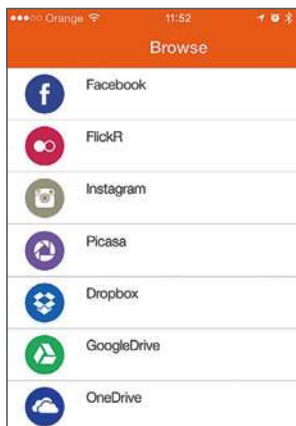 Orange 11:52
Browse
Facebook
FlickR
Instagram
Picasa
Dropbox
GoogleDrive
OneDrive